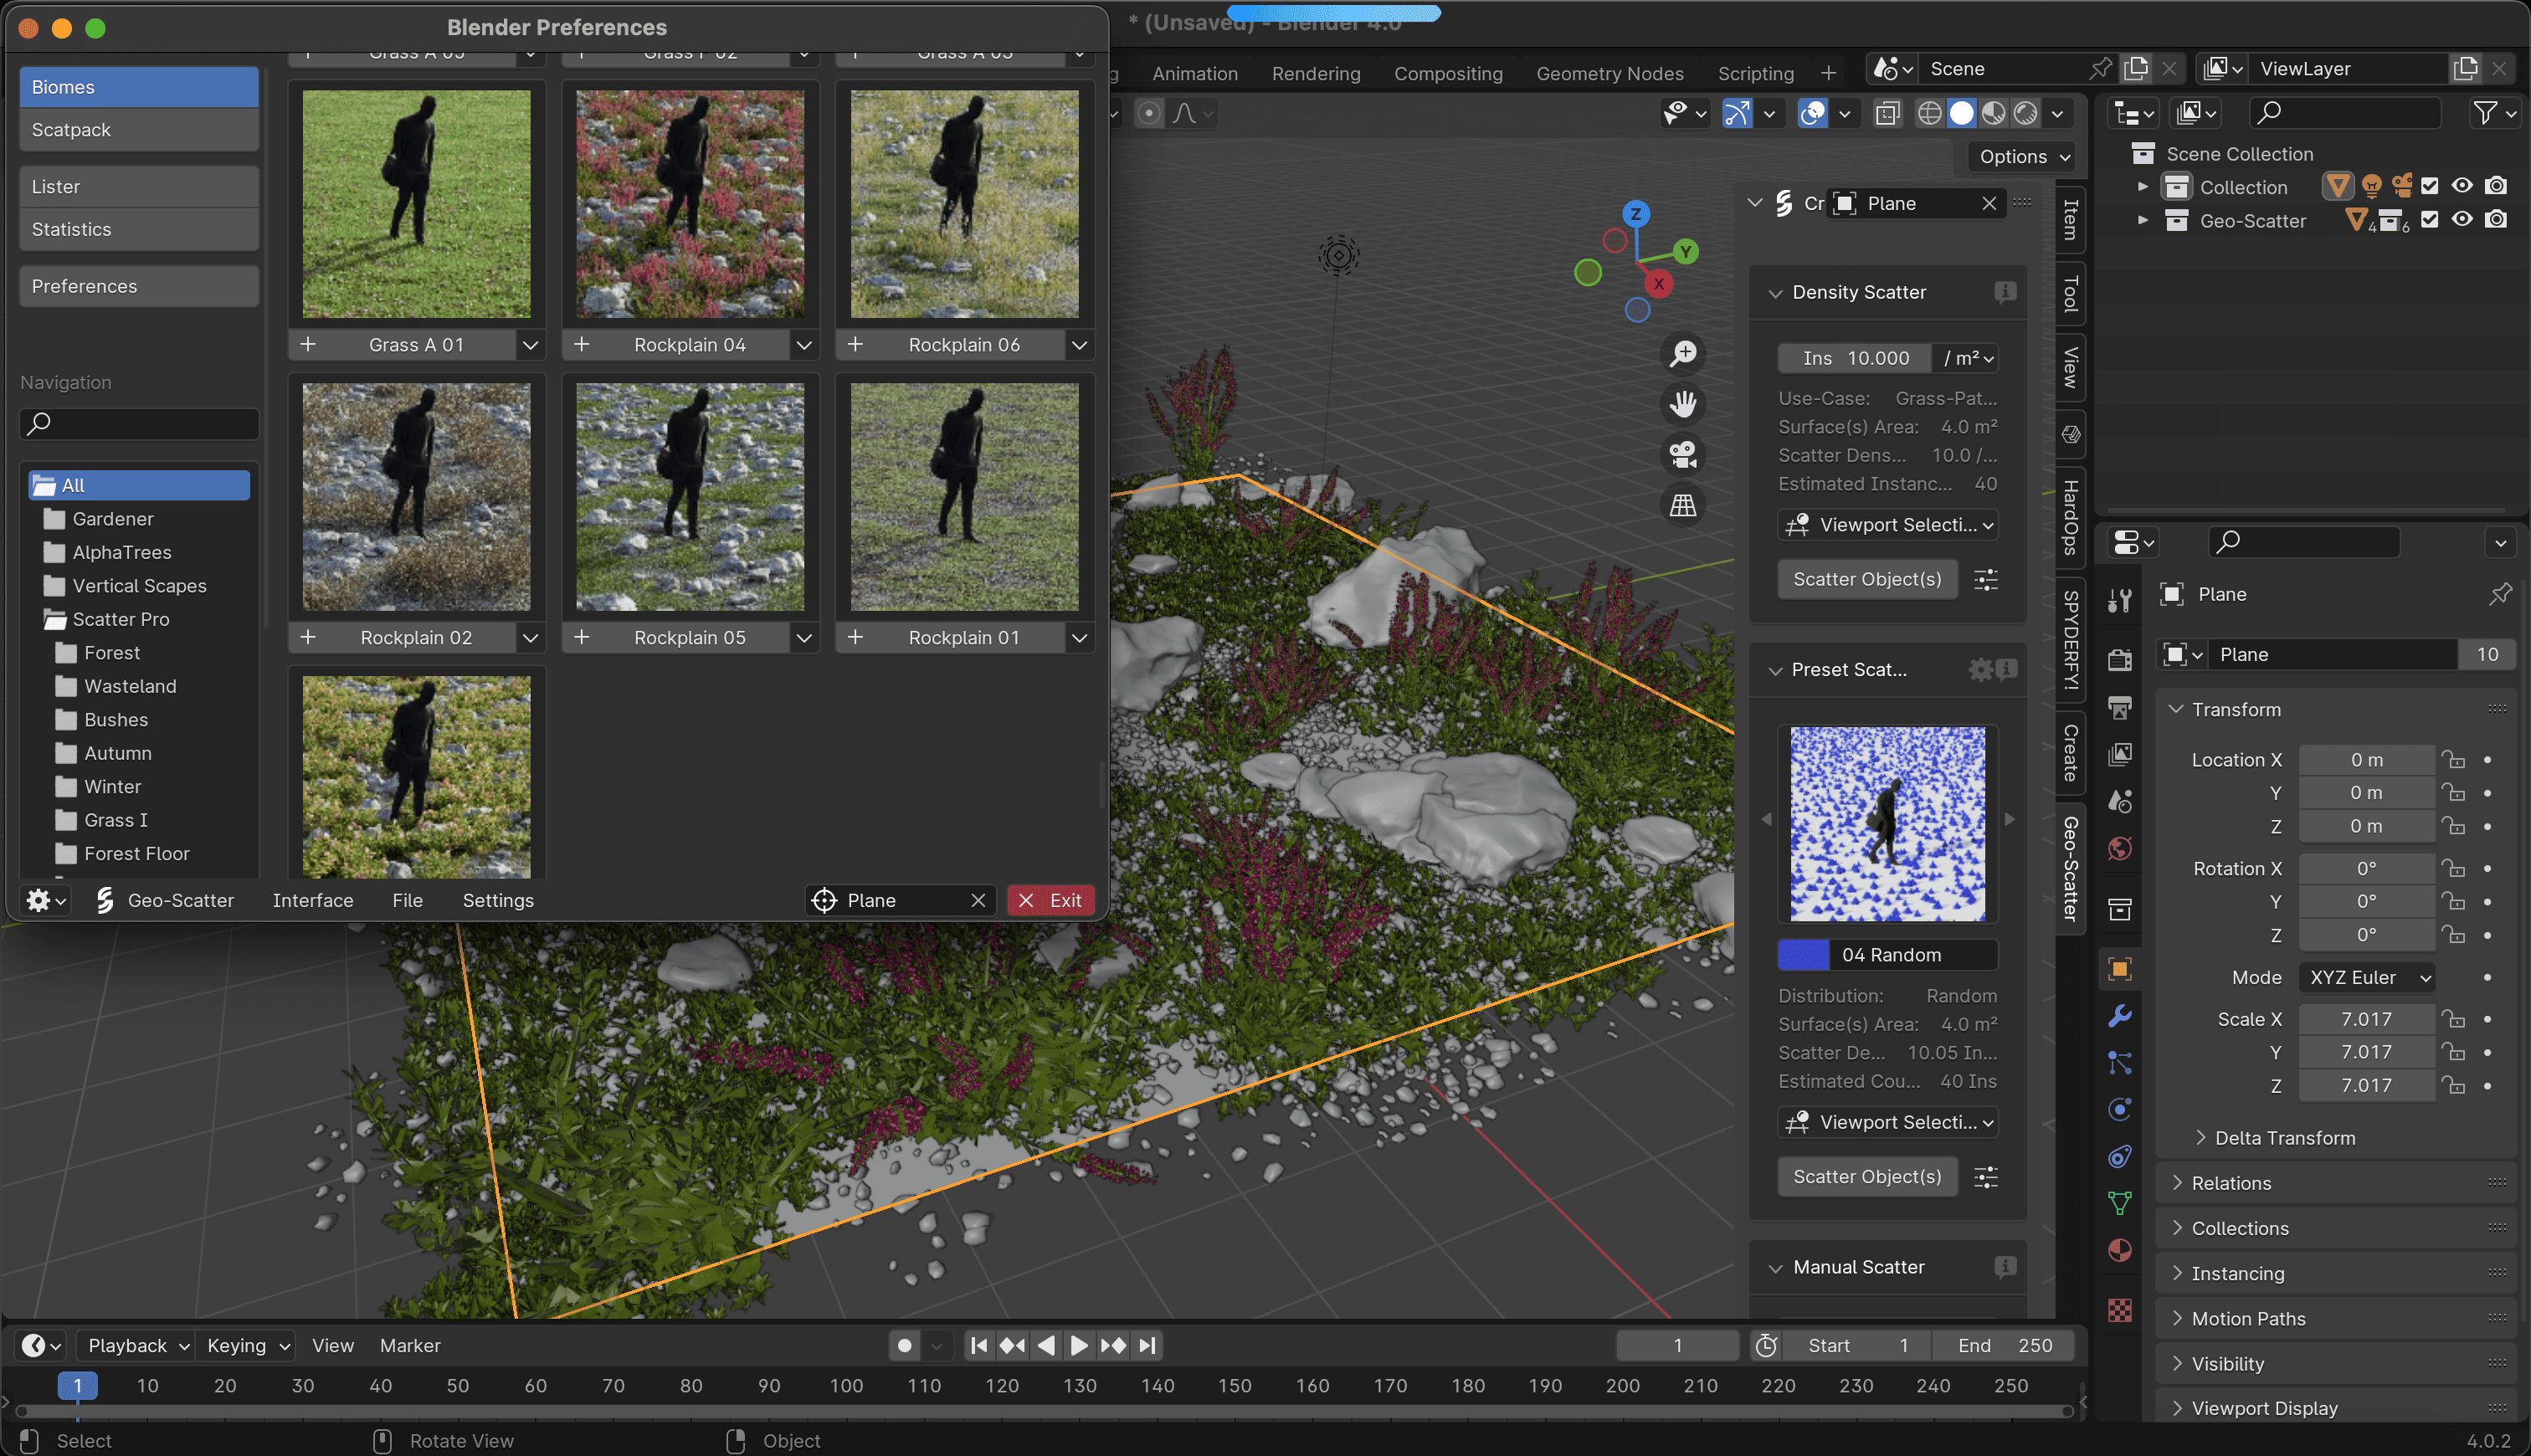 Blender Preferences
* (Unsaved) - Blender 4.0
Animation
Rendering
Compositing
Geometry Nodes
Scripting
Scene
ViewLayer
Biomes
Scatpack
Lister
Statistics
Preferences
Navigation
All
Gardener
AlphaTrees
Vertical Scapes
Scatter Pro
Forest
Wasteland
Bushes
Autumn
Winter
Grass I
Forest Floor
Grass A 01
Rockplain 04
Rockplain 06
Rockplain 02
Rockplain 05
Rockplain 01
Geo-Scatter
Interface
File
Settings
Plane
Exit
Options
Z
Y
X
Cr
Plane
Density Scatter
Ins 10.000 / m²
Use-Case: Grass-Pat...
Surface(s) Area: 4.0 m²
Scatter Dens... 10.0 /...
Estimated Instanc... 40
Viewport Selecti...
Scatter Object(s)
Preset Scat...
04 Random
Distribution: Random
Surface(s) Area: 4.0 m²
Scatter De... 10.05 In...
Estimated Cou... 40 Ins
Viewport Selecti...
Scatter Object(s)
Manual Scatter
Item
Tool
View
HardOps
SPYDERFY!
Create
Geo-Scatter
Scene Collection
Collection
Geo-Scatter 4 6
Plane
Plane 10
Transform
Location X 0 m
Y 0 m
Z 0 m
Rotation X 0°
Y 0°
Z 0°
Mode XYZ Euler
Scale X 7.017
Y 7.017
Z 7.017
Delta Transform
Relations
Collections
Instancing
Motion Paths
Visibility
Viewport Display
Playback
Keying
View
Marker
1
Start 1
End 250
1 10 20 30 40 50 60 70 80 90 100 110 120 130 140 150 160 170 180 190 200 210 220 230 240 250
Select
Rotate View
Object
4.0.2